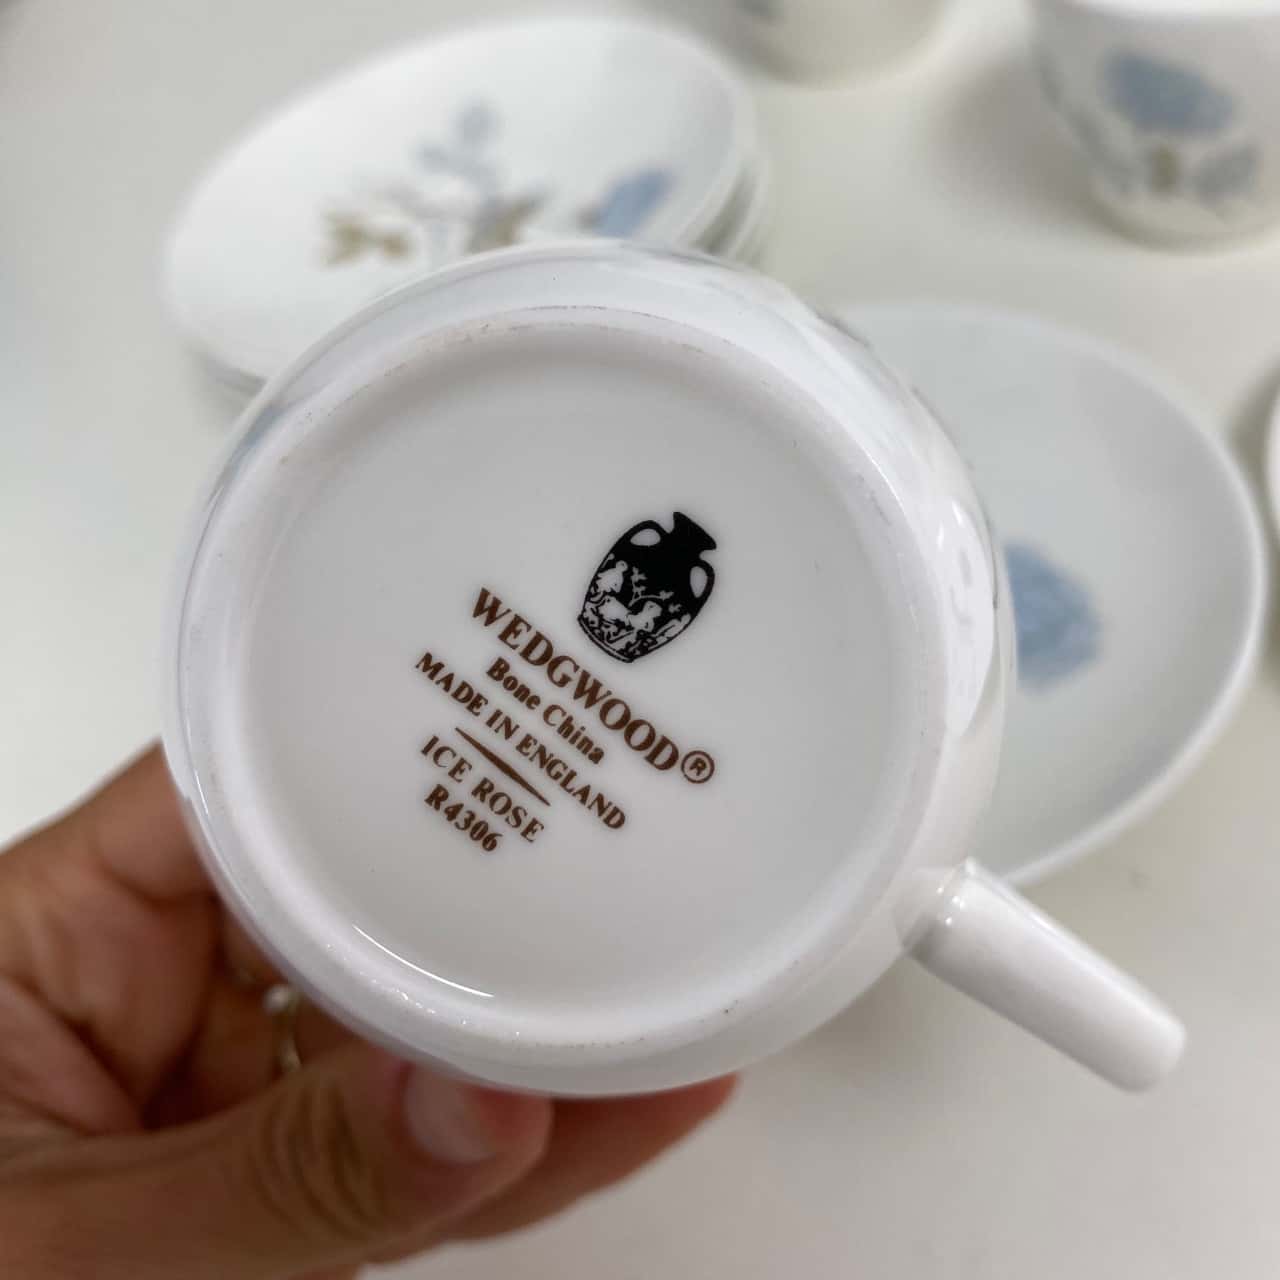 WEDGWOOD®
Bone China
MADE IN ENGLAND
ICE ROSE
R4306